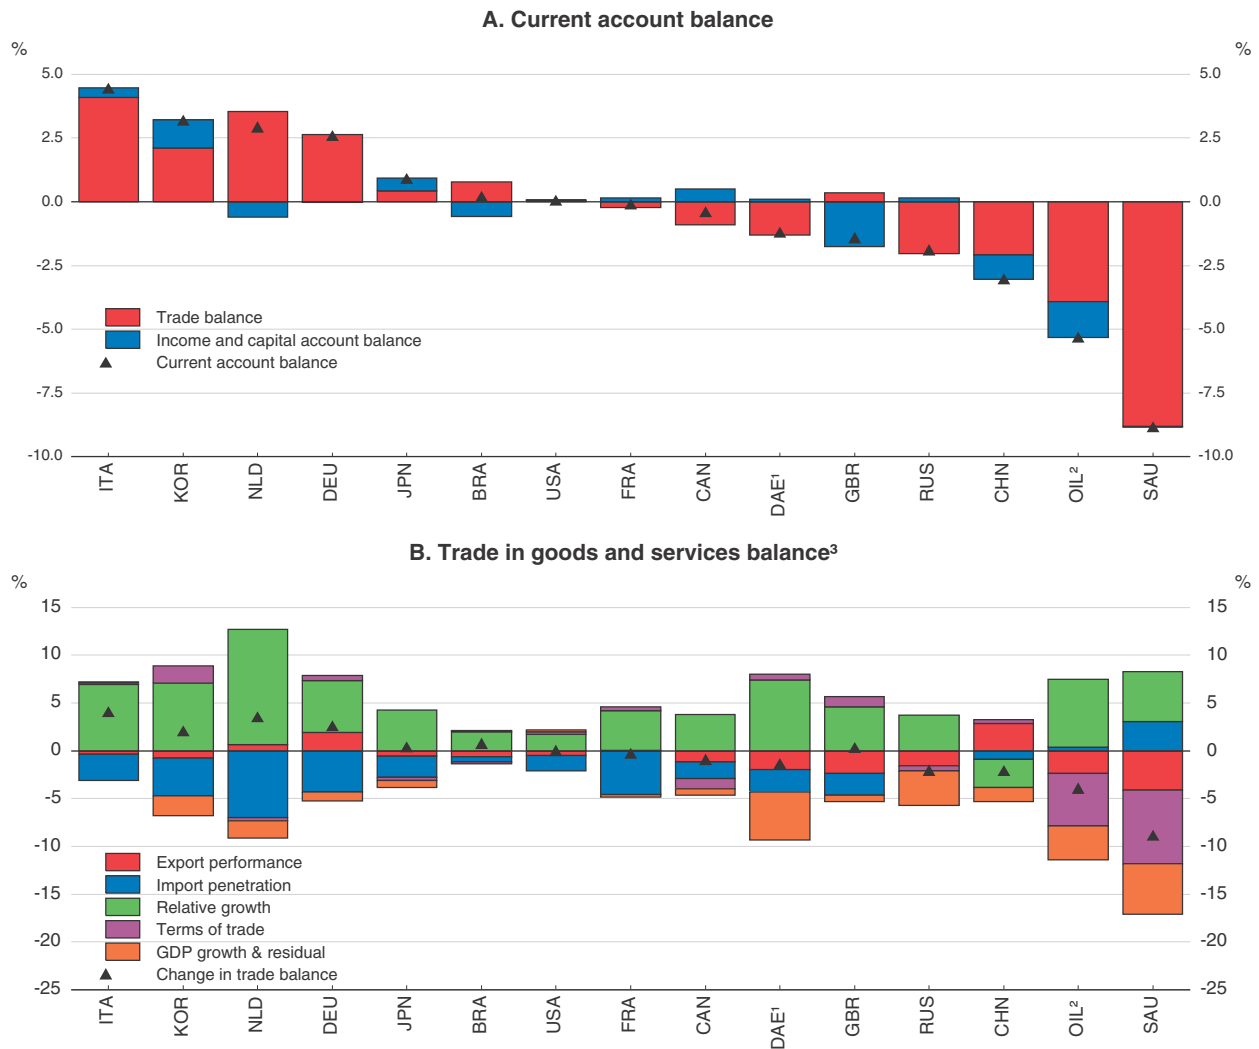 A. Current account balance
% %
5.0 5.0
2.5 2.5
0.0 0.0
-2.5 -2.5
-5.0 -5.0
-7.5 -7.5
-10.0 -10.0
Trade balance
Income and capital account balance
Current account balance
ITA KOR NLD DEU JPN BRA USA FRA CAN DAE¹ GBR RUS CHN OIL² SAU
B. Trade in goods and services balance³
% %
15 15
10 10
5 5
0 0
-5 -5
-10 -10
-15 -15
-20 -20
-25 -25
Export performance
Import penetration
Relative growth
Terms of trade
GDP growth & residual
Change in trade balance
ITA KOR NLD DEU JPN BRA USA FRA CAN DAE¹ GBR RUS CHN OIL² SAU